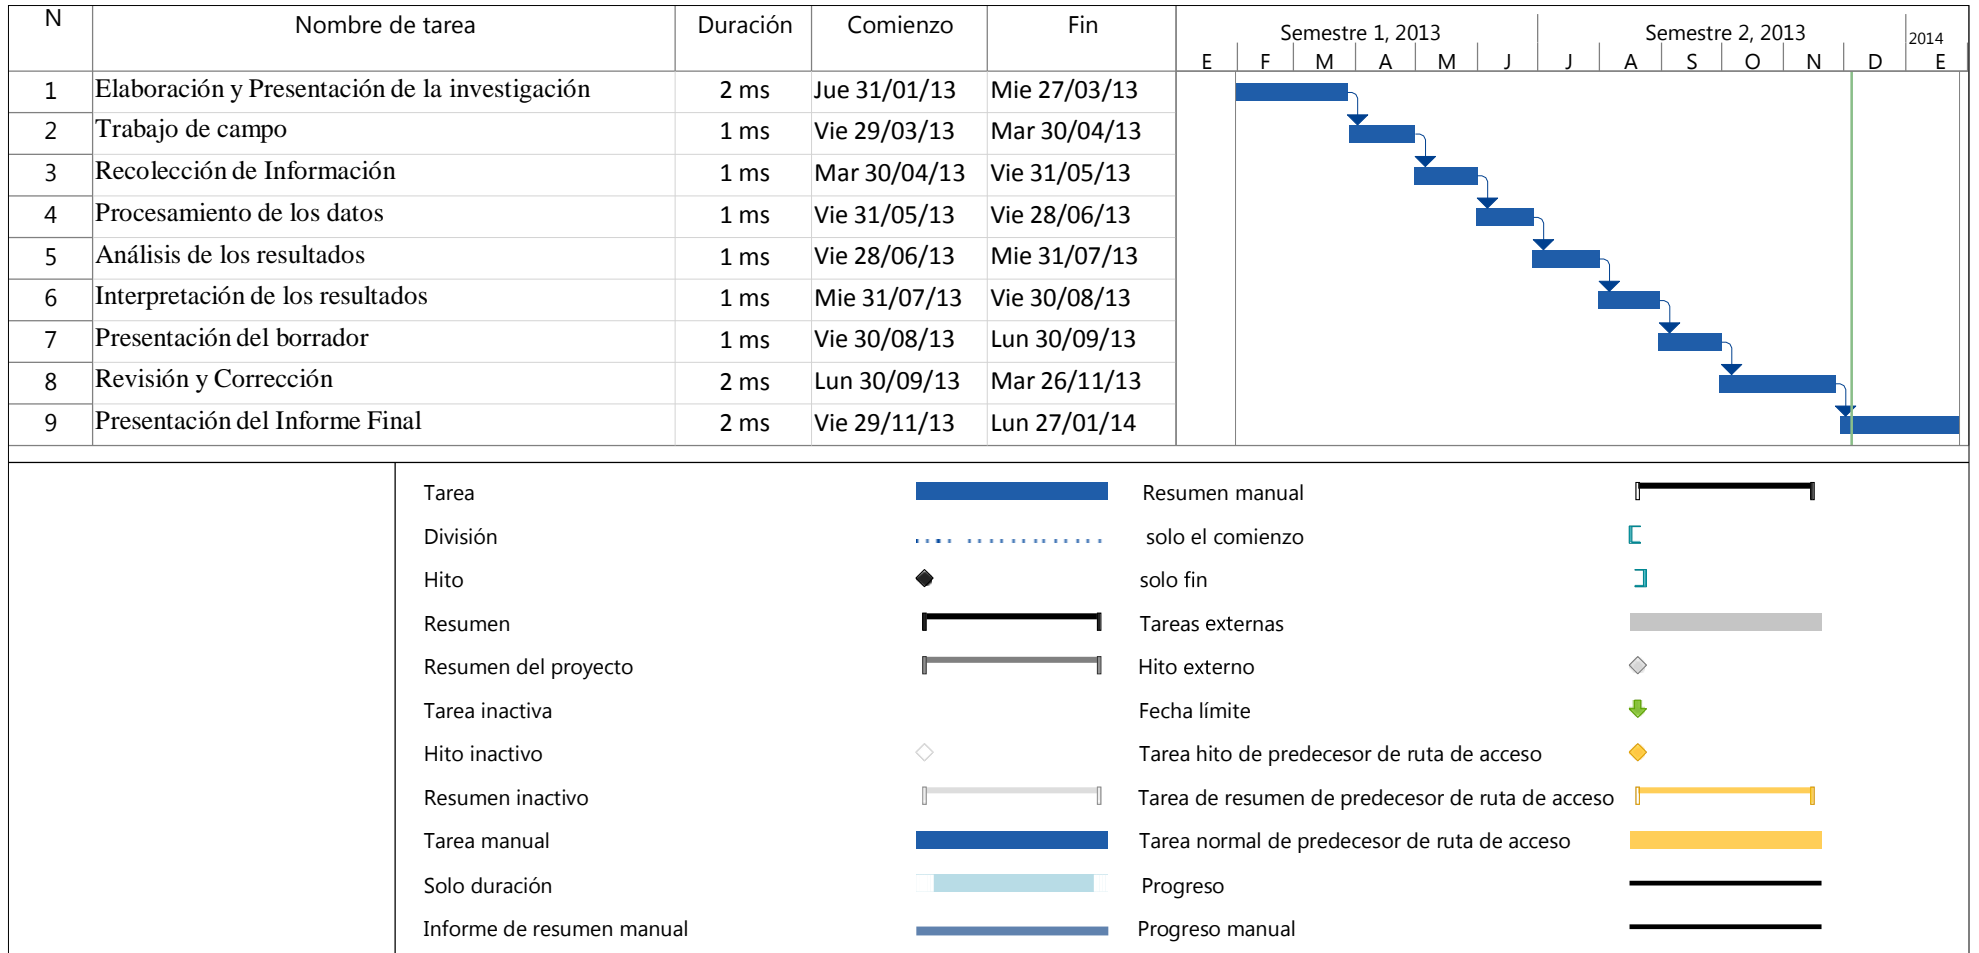 N Nombre de tarea Duración Comienzo Fin Semestre 1, 2013 Semestre 2, 2013 2014
E F M A M J J A S O N D E
1 Elaboración y Presentación de la investigación 2 ms Jue 31/01/13 Mie 27/03/13
2 Trabajo de campo 1 ms Vie 29/03/13 Mar 30/04/13
3 Recolección de Información 1 ms Mar 30/04/13 Vie 31/05/13
4 Procesamiento de los datos 1 ms Vie 31/05/13 Vie 28/06/13
5 Análisis de los resultados 1 ms Vie 28/06/13 Mie 31/07/13
6 Interpretación de los resultados 1 ms Mie 31/07/13 Vie 30/08/13
7 Presentación del borrador 1 ms Vie 30/08/13 Lun 30/09/13
8 Revisión y Corrección 2 ms Lun 30/09/13 Mar 26/11/13
9 Presentación del Informe Final 2 ms Vie 29/11/13 Lun 27/01/14
Tarea Resumen manual
División solo el comienzo
Hito solo fin
Resumen Tareas externas
Resumen del proyecto Hito externo
Tarea inactiva Fecha límite
Hito inactivo Tarea hito de predecesor de ruta de acceso
Resumen inactivo Tarea de resumen de predecesor de ruta de acceso
Tarea manual Tarea normal de predecesor de ruta de acceso
Solo duración Progreso
Informe de resumen manual Progreso manual